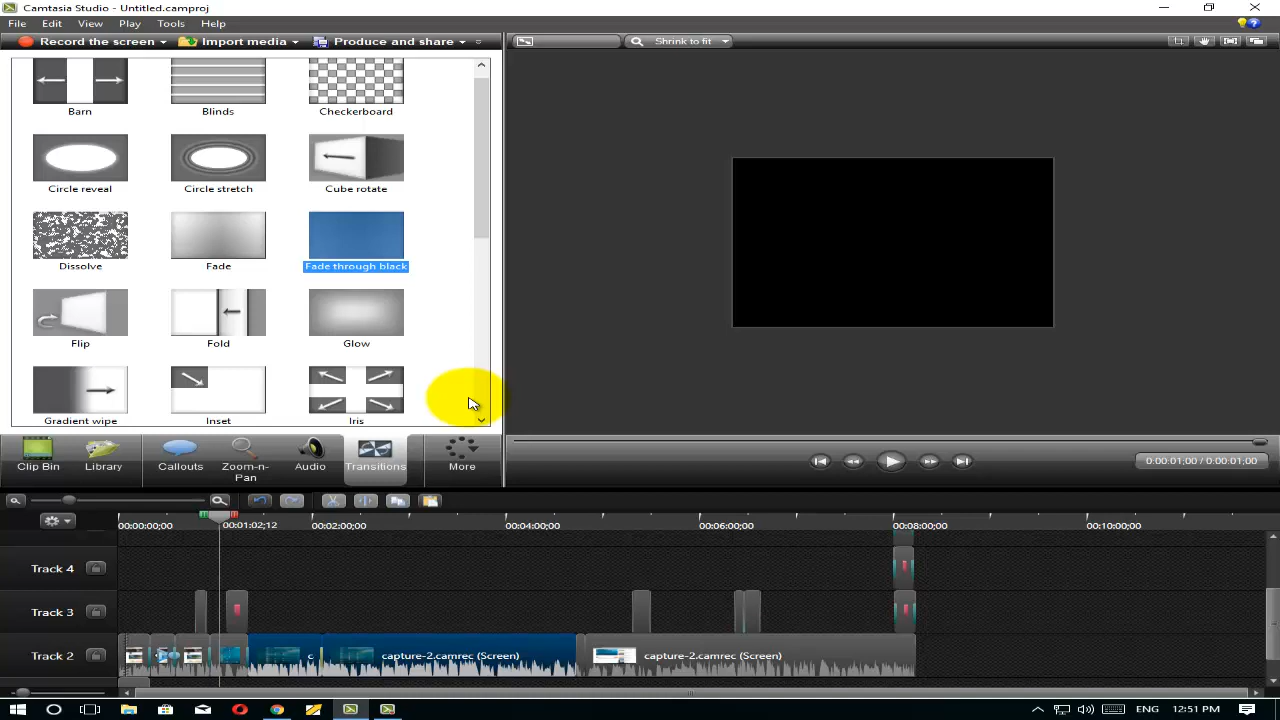 Camtasia Studio - Untitled.camproj
File Edit View Play Tools Help
Record the screen Import media Produce and share » Shrink to fit
Barn Blinds Checkerboard
Circle reveal Circle stretch Cube rotate
Dissolve Fade Fade through black
Flip Fold Glow
Gradient wipe Inset Iris
Clip Bin Library Callouts Zoom-n-Pan Audio Transitions More
0:00:01;00 / 0:00:01;00
00:00:00;00 00:01:02;12 00:02:00;00 00:04:00;00 00:06:00;00 00:08:00;00 00:10:00;00
Track 4
Track 3
Track 2 c capture-2.camrec (Screen) capture-2.camrec (Screen)
ENG 12:51 PM